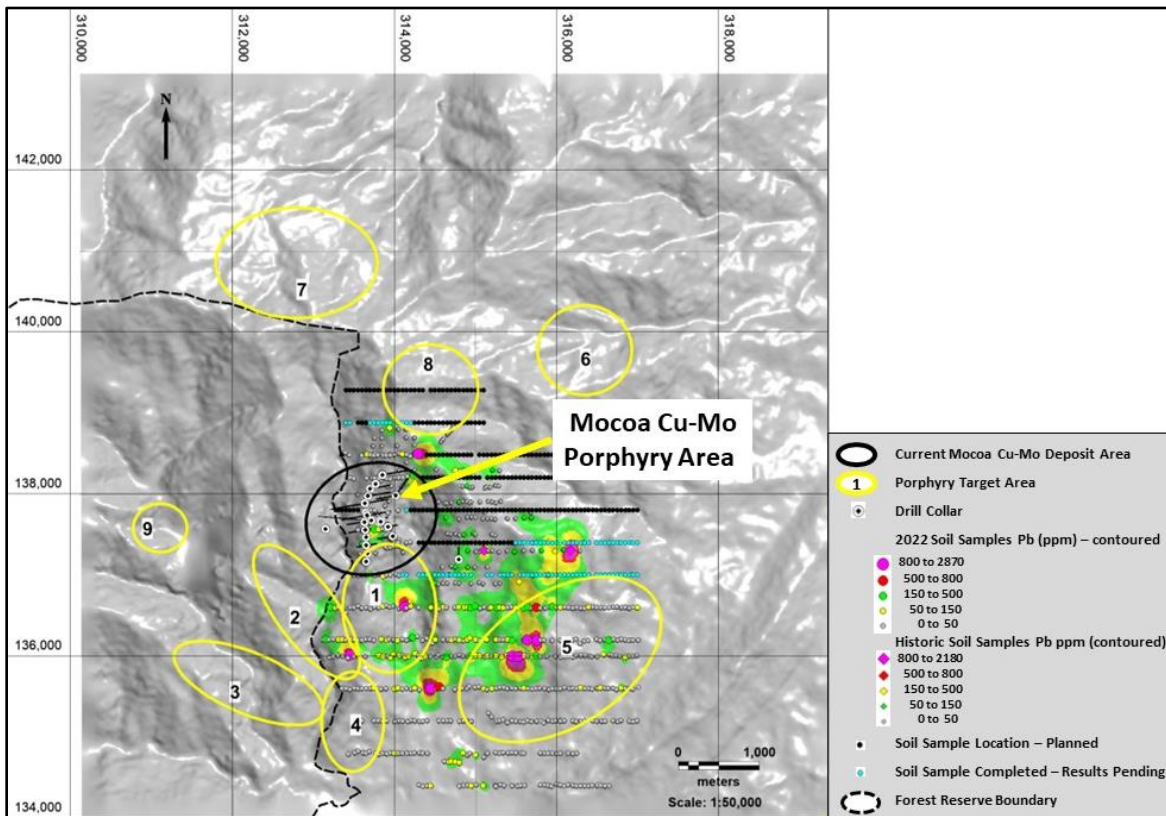 310,000
312,000
314,000
316,000
318,000
N
142,000
7
140,000
6
8
Mocoa Cu-Mo
Porphyry Area
138,000
9
1
2
5
136,000
3
4
0 1,000
meters
Scale: 1:50,000
134,000
Current Mocoa Cu-Mo Deposit Area
1 Porphyry Target Area
Drill Collar
2022 Soil Samples Pb (ppm) – contoured
800 to 2870
500 to 800
150 to 500
50 to 150
0 to 50
Historic Soil Samples Pb ppm (contoured)
800 to 2180
500 to 800
150 to 500
50 to 150
0 to 50
Soil Sample Location – Planned
Soil Sample Completed – Results Pending
Forest Reserve Boundary